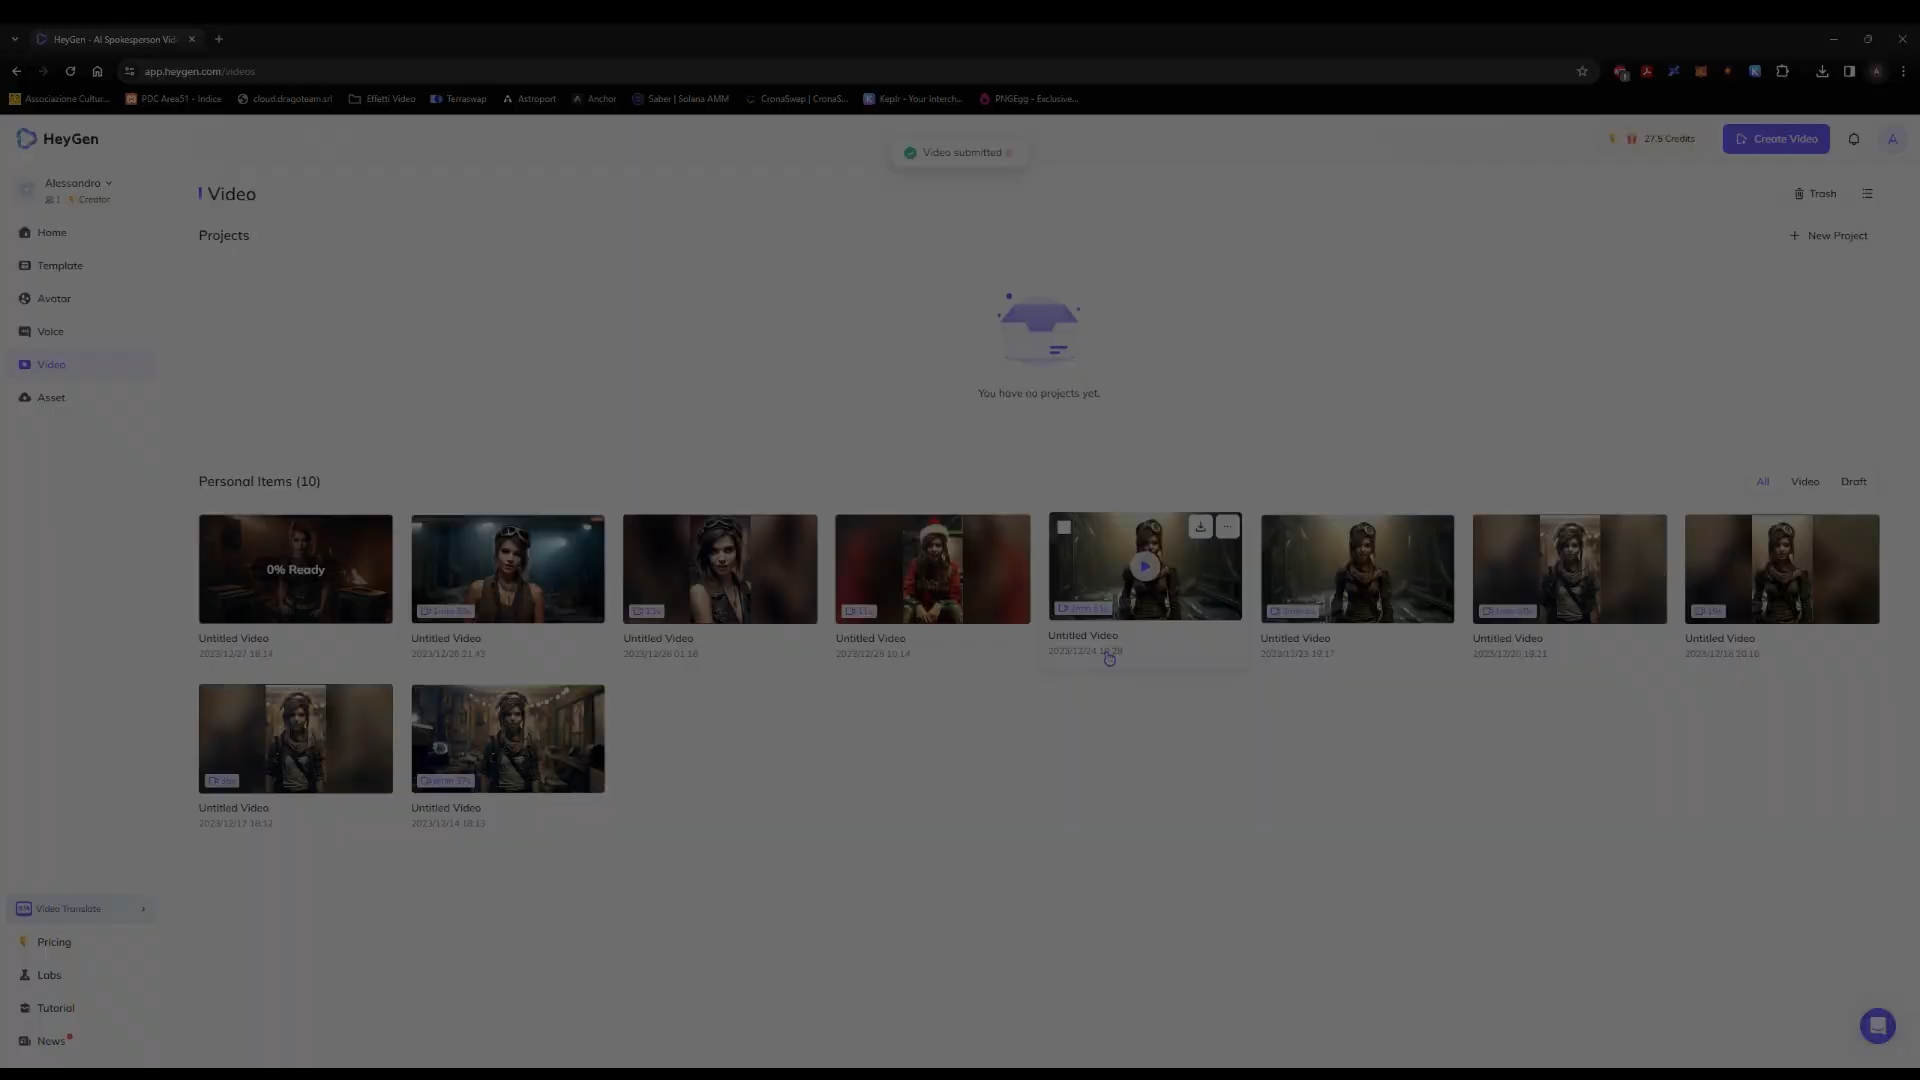 HeyGen - AI Spokesperson Vid
app.heygen.com/videos
Associazione Cultur...
PDC Area51 - Indice
cloud.dragoteam.srl
Effetti Video
Terraswap
Astroport
Anchor
Saber | Solana AMM
CronaSwap | CronaS...
Keplr - Your Interch...
PNGEgg - Exclusive...
HeyGen
Video submitted
27.5 Credits
Create Video
A
Alessandro
1 Creator
Video
Trash
Home
Projects
New Project
Template
Avatar
Voice
Video
Asset
You have no projects yet.
Personal Items (10)
All
Video
Draft
0% Ready
13s
11s
Untitled Video
Untitled Video
Untitled Video
Untitled Video
Untitled Video
Untitled Video
Untitled Video
Untitled Video
2023/12/27 18:14
2023/12/26 21:43
2023/12/26 01:18
2023/12/25 10:14
2023/12/23 19:17
2023/12/20 19:21
Untitled Video
Untitled Video
2023/12/17 18:12
2023/12/14 18:13
Video Translate
Pricing
Labs
Tutorial
News